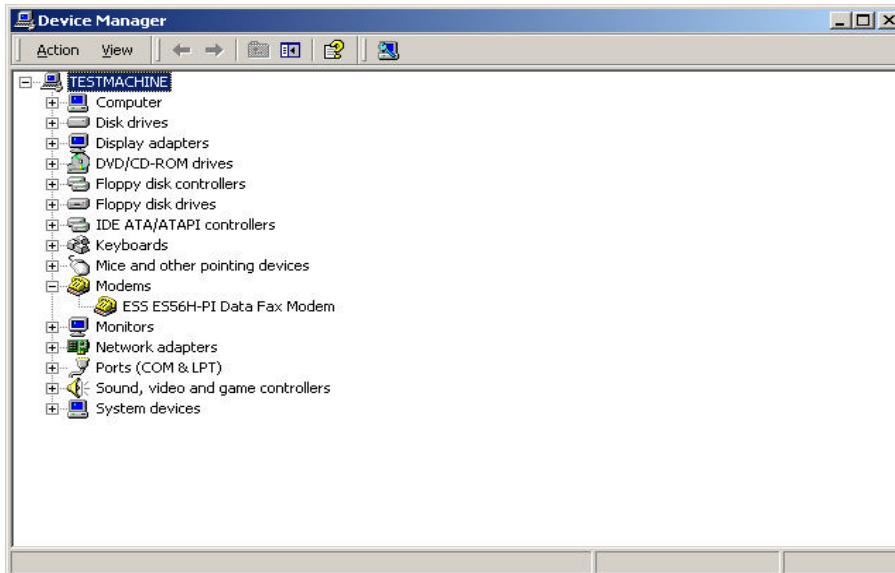 Device Manager
Action View
TESTMACHINE
Computer
Disk drives
Display adapters
DVD/CD-ROM drives
Floppy disk controllers
Floppy disk drives
IDE ATA/ATAPI controllers
Keyboards
Mice and other pointing devices
Modems
ESS ES56H-PI Data Fax Modem
Monitors
Network adapters
Ports (COM & LPT)
Sound, video and game controllers
System devices